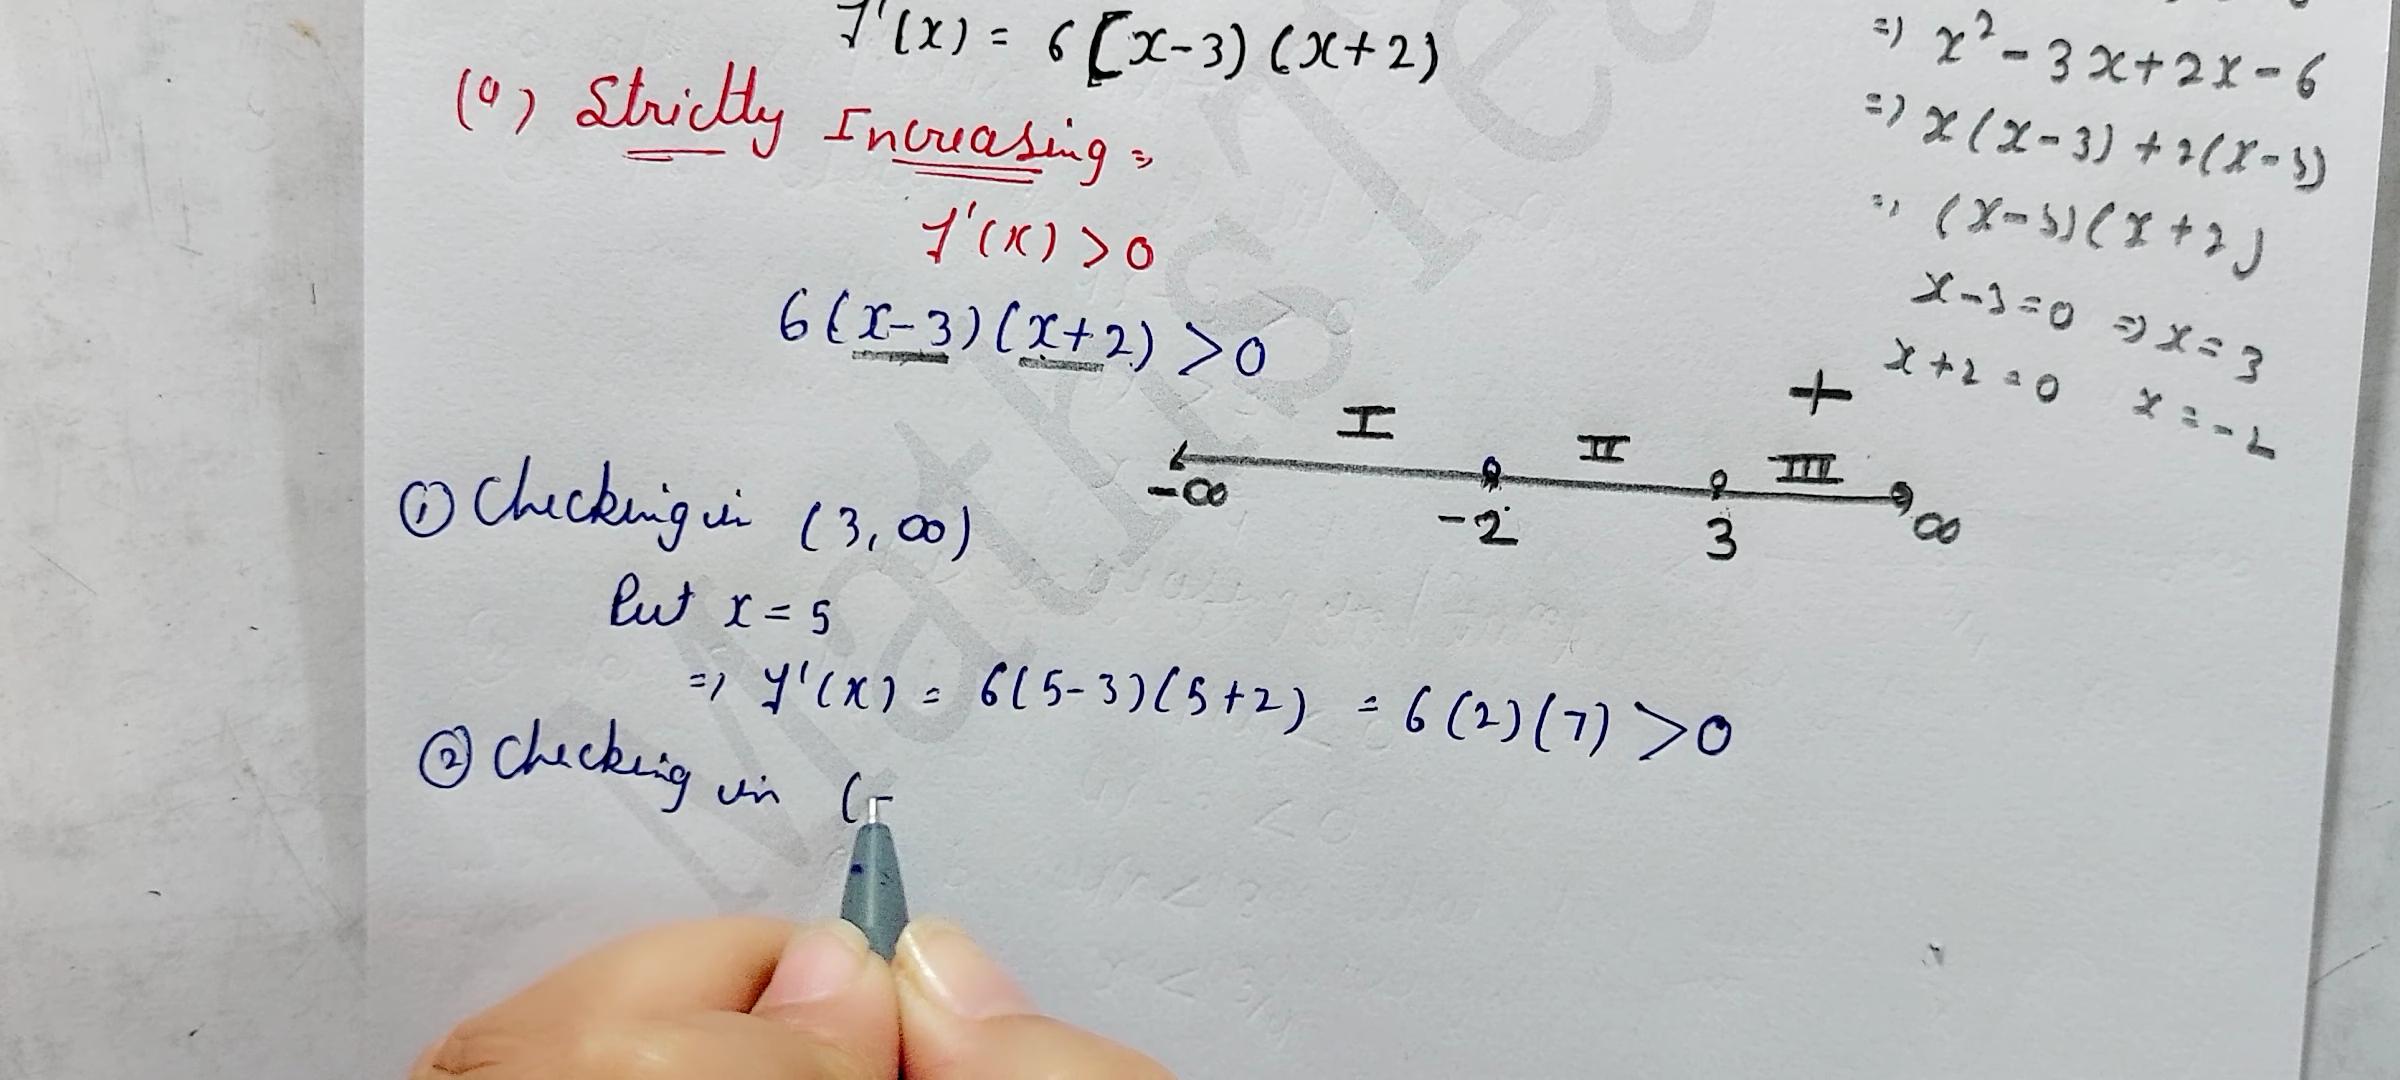 f'(x) = 6[x-3)(x+2)
(a) Strictly Increasing =
f'(x) > 0
6(x-3)(x+2) > 0
=) x² - 3x + 2x - 6
=) x(x-3) + 2(x-3)
=) (x-3)(x+2)
x-3=0 => x=3
x+2=0 x=-2
+
I II III
-∞ -2 3 ∞
① Checking in (3, ∞)
Put x = 5
=) f'(x) = 6(5-3)(5+2) = 6(2)(7) > 0
② Checking in (-
Maths Te